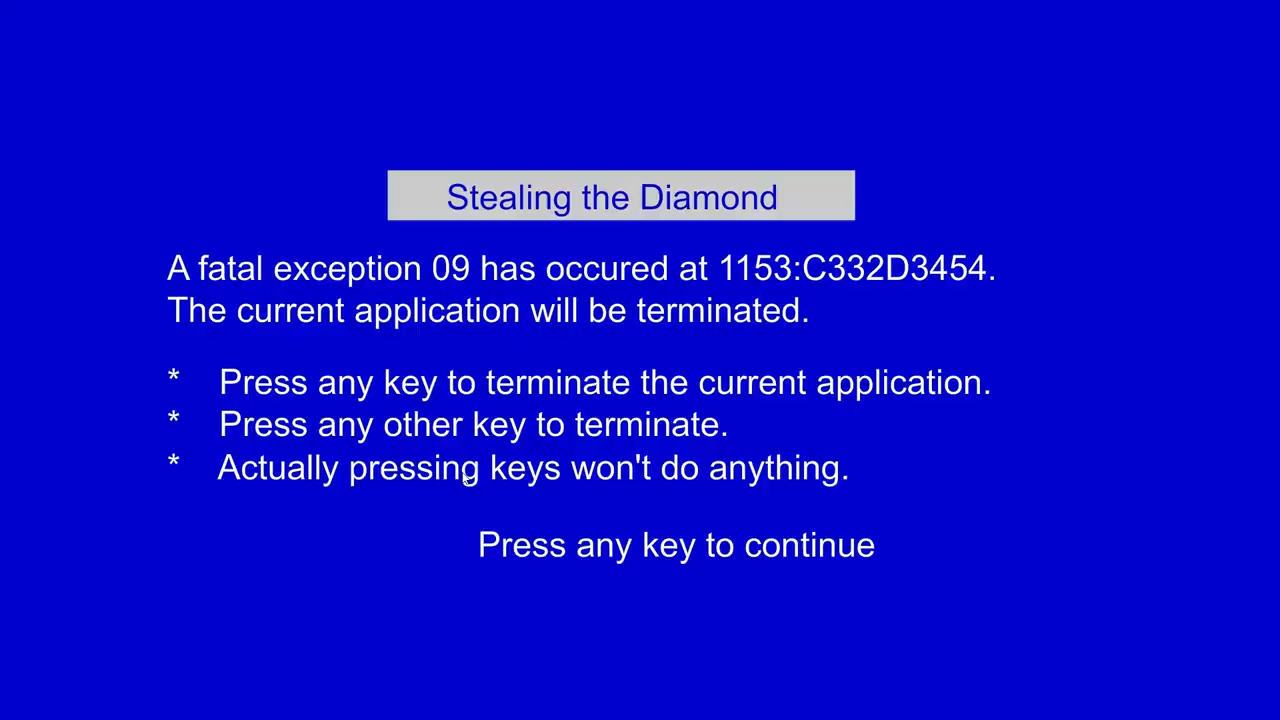 Stealing the Diamond
A fatal exception 09 has occured at 1153:C332D3454.
The current application will be terminated.
* Press any key to terminate the current application.
* Press any other key to terminate.
* Actually pressing keys won't do anything.
Press any key to continue